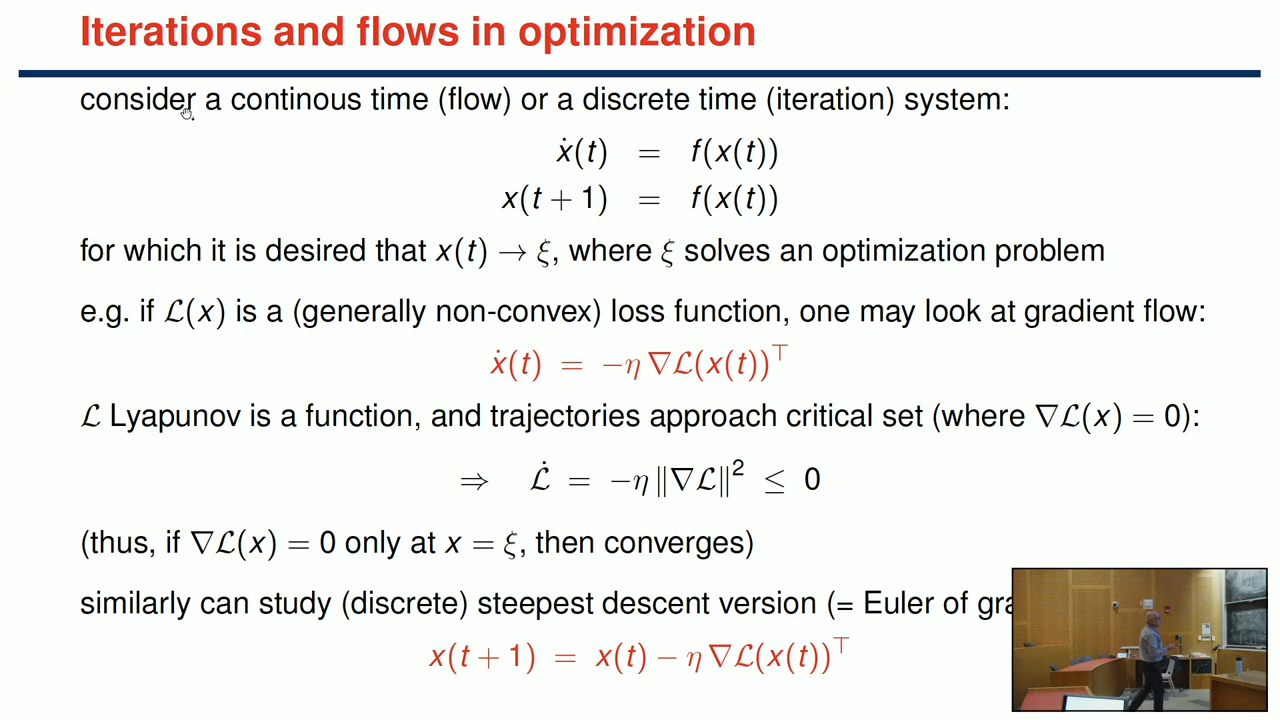 Iterations and flows in optimization
consider a continous time (flow) or a discrete time (iteration) system:
ẋ(t) = f(x(t))
x(t + 1) = f(x(t))
for which it is desired that x(t) → ξ, where ξ solves an optimization problem
e.g. if ℒ(x) is a (generally non-convex) loss function, one may look at gradient flow:
ẋ(t) = −η ∇ℒ(x(t))⊤
ℒ Lyapunov is a function, and trajectories approach critical set (where ∇ℒ(x) = 0):
⇒ ℒ̇ = −η ‖∇ℒ‖² ≤ 0
(thus, if ∇ℒ(x) = 0 only at x = ξ, then converges)
similarly can study (discrete) steepest descent version (= Euler of
x(t + 1) = x(t) − η ∇ℒ(x(t))⊤